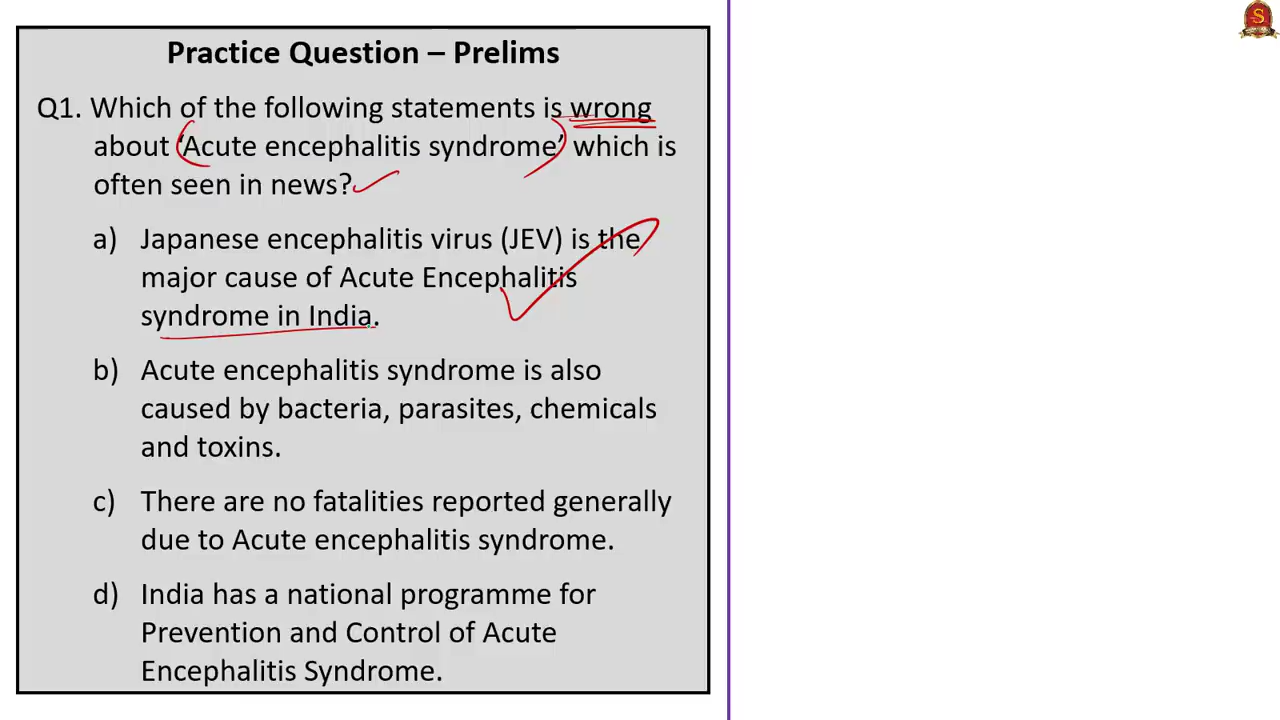 Practice Question – Prelims
Q1. Which of the following statements is wrong
about ‘Acute encephalitis syndrome’ which is
often seen in news?
a) Japanese encephalitis virus (JEV) is the
major cause of Acute Encephalitis
syndrome in India.
b) Acute encephalitis syndrome is also
caused by bacteria, parasites, chemicals
and toxins.
c) There are no fatalities reported generally
due to Acute encephalitis syndrome.
d) India has a national programme for
Prevention and Control of Acute
Encephalitis Syndrome.
S